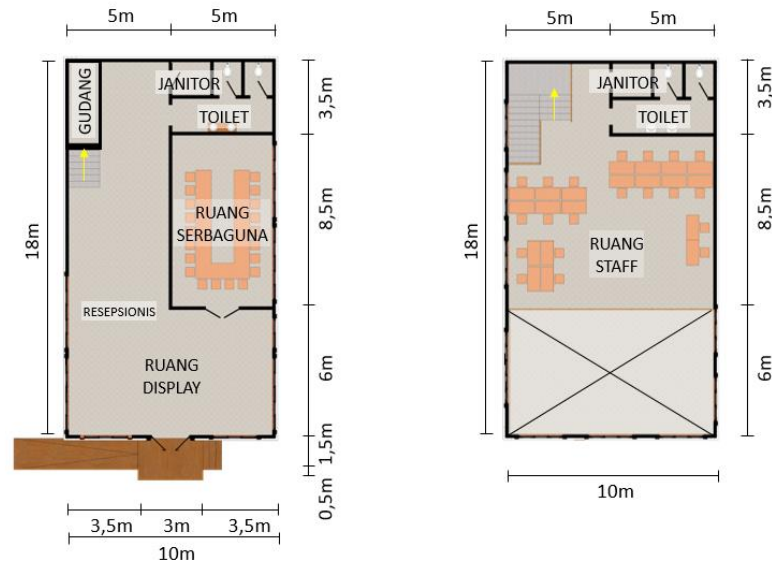 5m
5m
GUDANG
JANITOR
TOILET
18m
RUANG
SERBAGUNA
RESEPSIONIS
RUANG
DISPLAY
3,5m
8,5m
6m
1,5m
0,5m
3,5m
3m
3,5m
10m
5m
5m
JANITOR
TOILET
18m
RUANG
STAFF
3,5m
8,5m
6m
10m